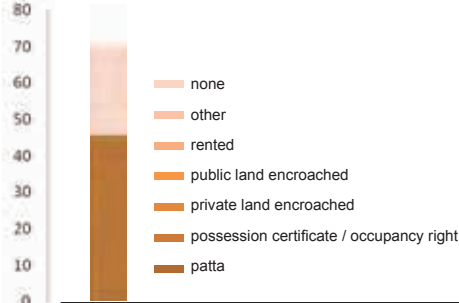 80
70
60
50
40
30
20
10
0
none
other
rented
public land encroached
private land encroached
possession certificate / occupancy right
patta